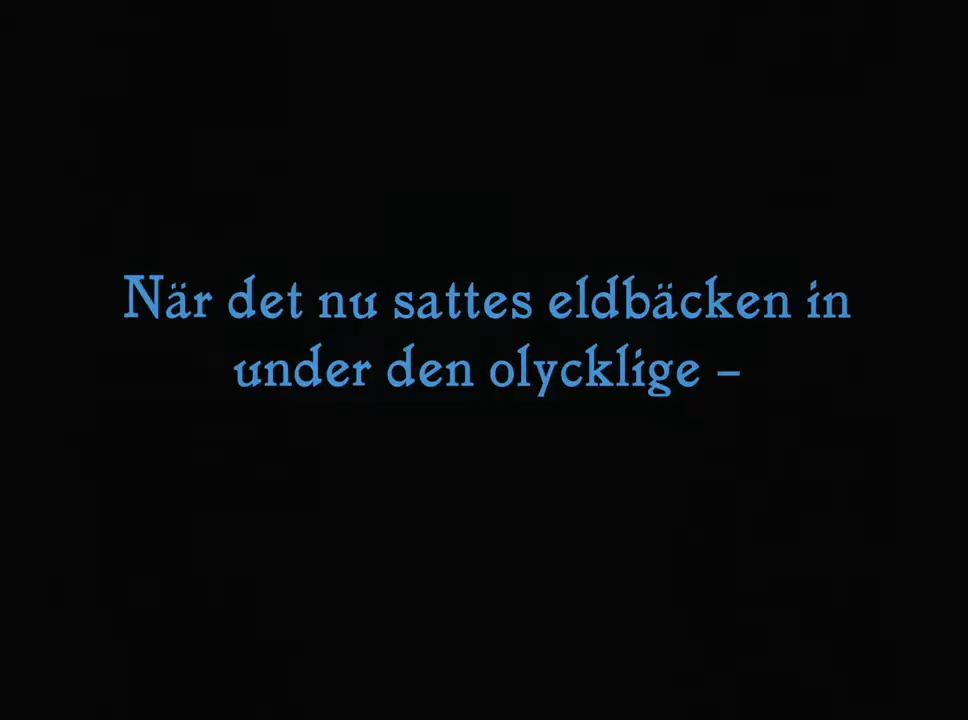 När det nu sattes eldbäcken in
under den olycklige –